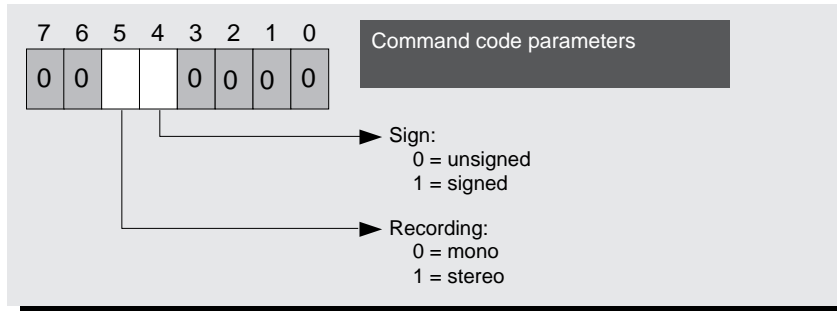 7 6 5 4 3 2 1 0
Command code parameters
0 0 0 0 0 0
Sign:
0 = unsigned
1 = signed
Recording:
0 = mono
1 = stereo